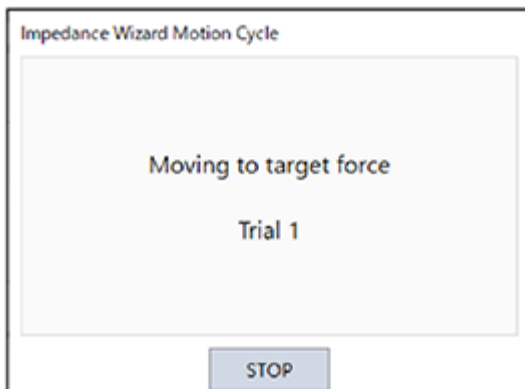 Impedance Wizard Motion Cycle
Moving to target force
Trial 1
STOP